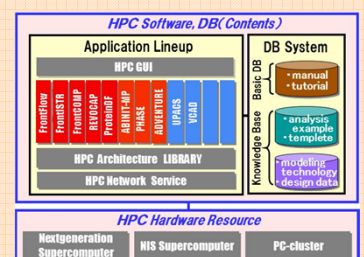 HPC Software, DB(Contents)
Application Lineup
HPC GUI
FrontFlow
FrontISTR
FrontCOMP
REVOCAP
ProteinDF
ABINIT-MP
PHASE
ADVENTURE
UPACS
VCAD
HPC Architecture LIBRARY
HPC Network Service
DB System
Basic DB
・manual
・tutorial
Knowledge Base
・analysis
example
・templete
・modeling
technology
・design data
HPC Hardware Resource
Nextgeneration
Supercomputer
NIS Supercomputer
PC-cluster